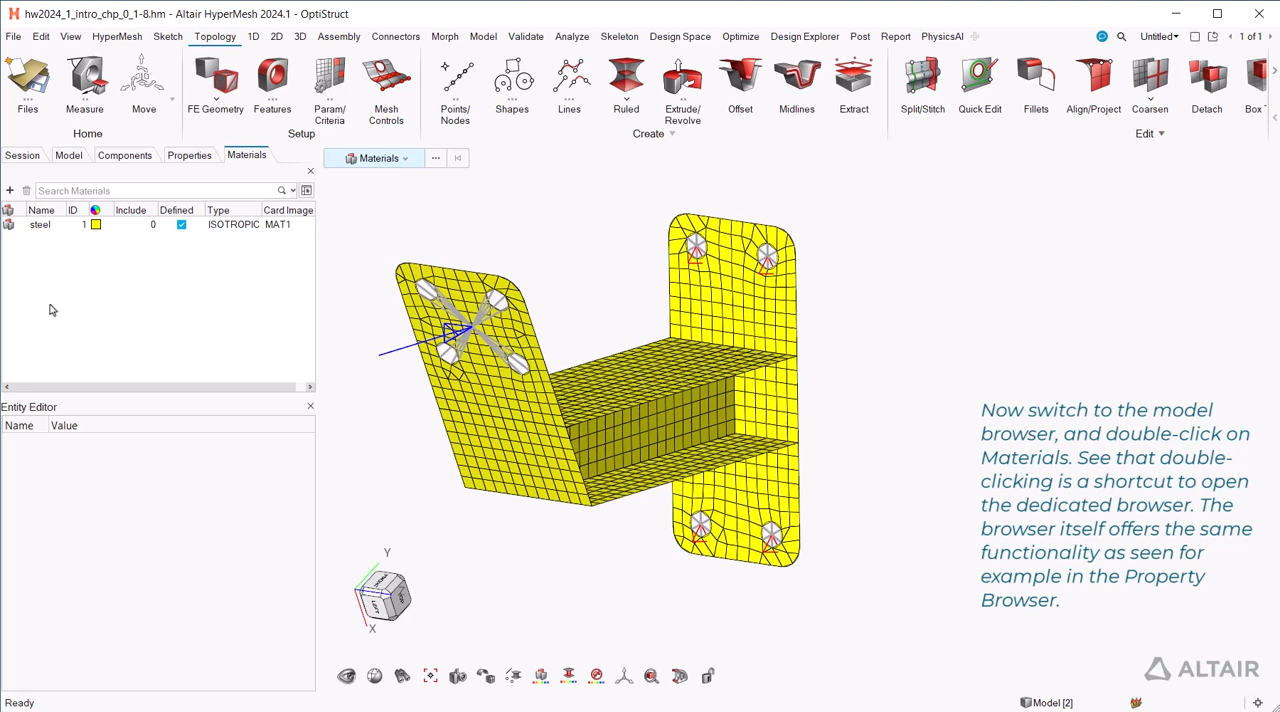 hw2024_1_intro_chp_0_1-8.hm - Altair HyperMesh 2024.1 - OptiStruct
File Edit View HyperMesh Sketch Topology 1D 2D 3D Assembly Connectors Morph Model Validate Analyze Skeleton Design Space Optimize Design Explorer Post Report PhysicsAI Untitled 1 of 1
Files Measure Move FE Geometry Features Param/ Criteria Mesh Controls Points/ Nodes Shapes Lines Ruled Extrude/ Revolve Offset Midlines Extract Split/Stitch Quick Edit Fillets Align/Project Coarsen Detach Box
Home Setup Create Edit
Session Model Components Properties Materials
Materials
Search Materials
Name ID Include Defined Type Card Image
steel 1 0 ISOTROPIC MAT1
Entity Editor
Name Value
Now switch to the model
browser, and double-click on
Materials. See that double-
clicking is a shortcut to open
the dedicated browser. The
browser itself offers the same
functionality as seen for
example in the Property
Browser.
Y
LEFT
X
ALTAIR
Ready
Model [2]